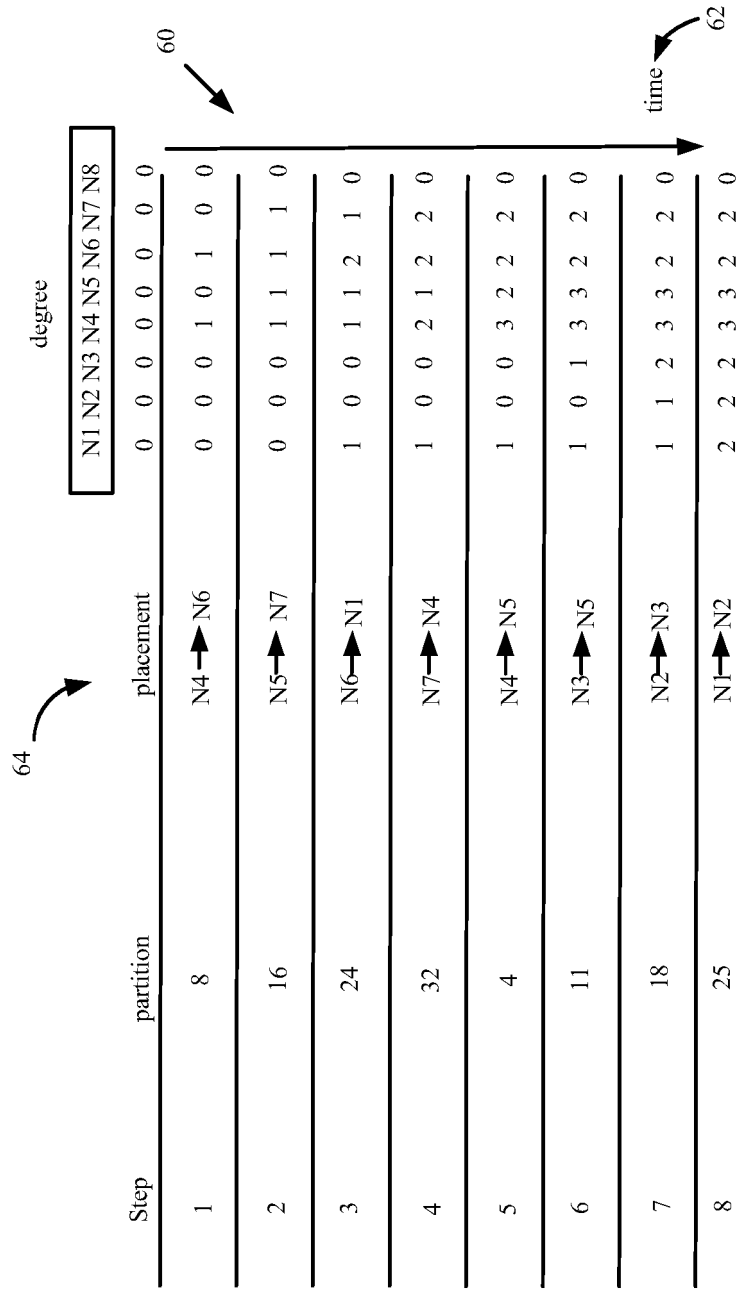 64
degree
60
N1 N2 N3 N4 N5 N6 N7 N8
Step partition placement 0 0 0 0 0 0 0 0
1 8 N4 N6 0 0 0 1 0 1 0 0
2 16 N5 N7 0 0 0 1 1 1 1 0
3 24 N6 N1 1 0 0 1 1 2 1 0
4 32 N7 N4 1 0 0 2 1 2 2 0
5 4 N4 N5 1 0 0 3 2 2 2 0
6 11 N3 N5 1 0 1 3 3 2 2 0
7 18 N2 N3 1 1 2 3 3 2 2 0
8 25 N1 N2 2 2 2 3 3 2 2 0
time
62